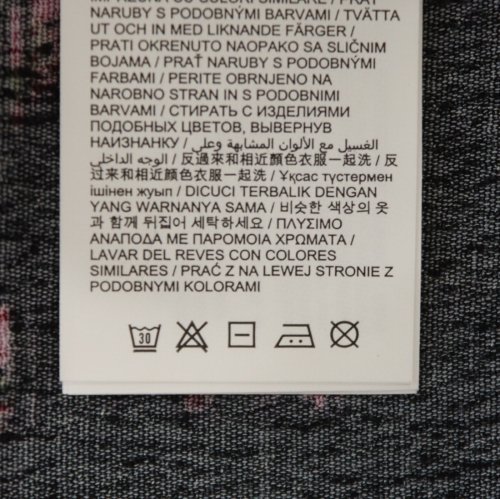 NARUBY S PODOBNÝMI BARVAMI / TVÄTTA
UT OCH IN MED LIKNANDE FÄRGER /
PRATI OKRENUTO NAOPAKO SA SLIČNIM
BOJAMA / PRAŤ NARUBY S PODOBNÝMI
FARBAMI / PERITE OBRNJENO NA
NAROBNO STRAN IN S PODOBNIMI
BARVAMI / СТИРАТЬ С ИЗДЕЛИЯМИ
ПОДОБНЫХ ЦВЕТОВ, ВЫВЕРНУВ
НАИЗНАНКУ / الغسيل مع الألوان المشابهة وعلى
الوجه الداخلي / 反過來和相近顏色衣服一起洗 / 反
过来和相近颜色衣服一起洗 / Ұқсас түстермен
ішінен жуып / DICUCI TERBALIK DENGAN
YANG WARNANYA SAMA / 비슷한 색상의 옷
과 함께 뒤집어 세탁하세요 / ΠΛΥΣΙΜΟ
ΑΝΑΠΟΔΑ ΜΕ ΠΑΡΟΜΟΙΑ ΧΡΩΜΑΤΑ /
LAVAR DEL REVES CON COLORES
SIMILARES / PRAĆ Z NA LEWEJ STRONIE Z
PODOBNYMI KOLORAMI
30